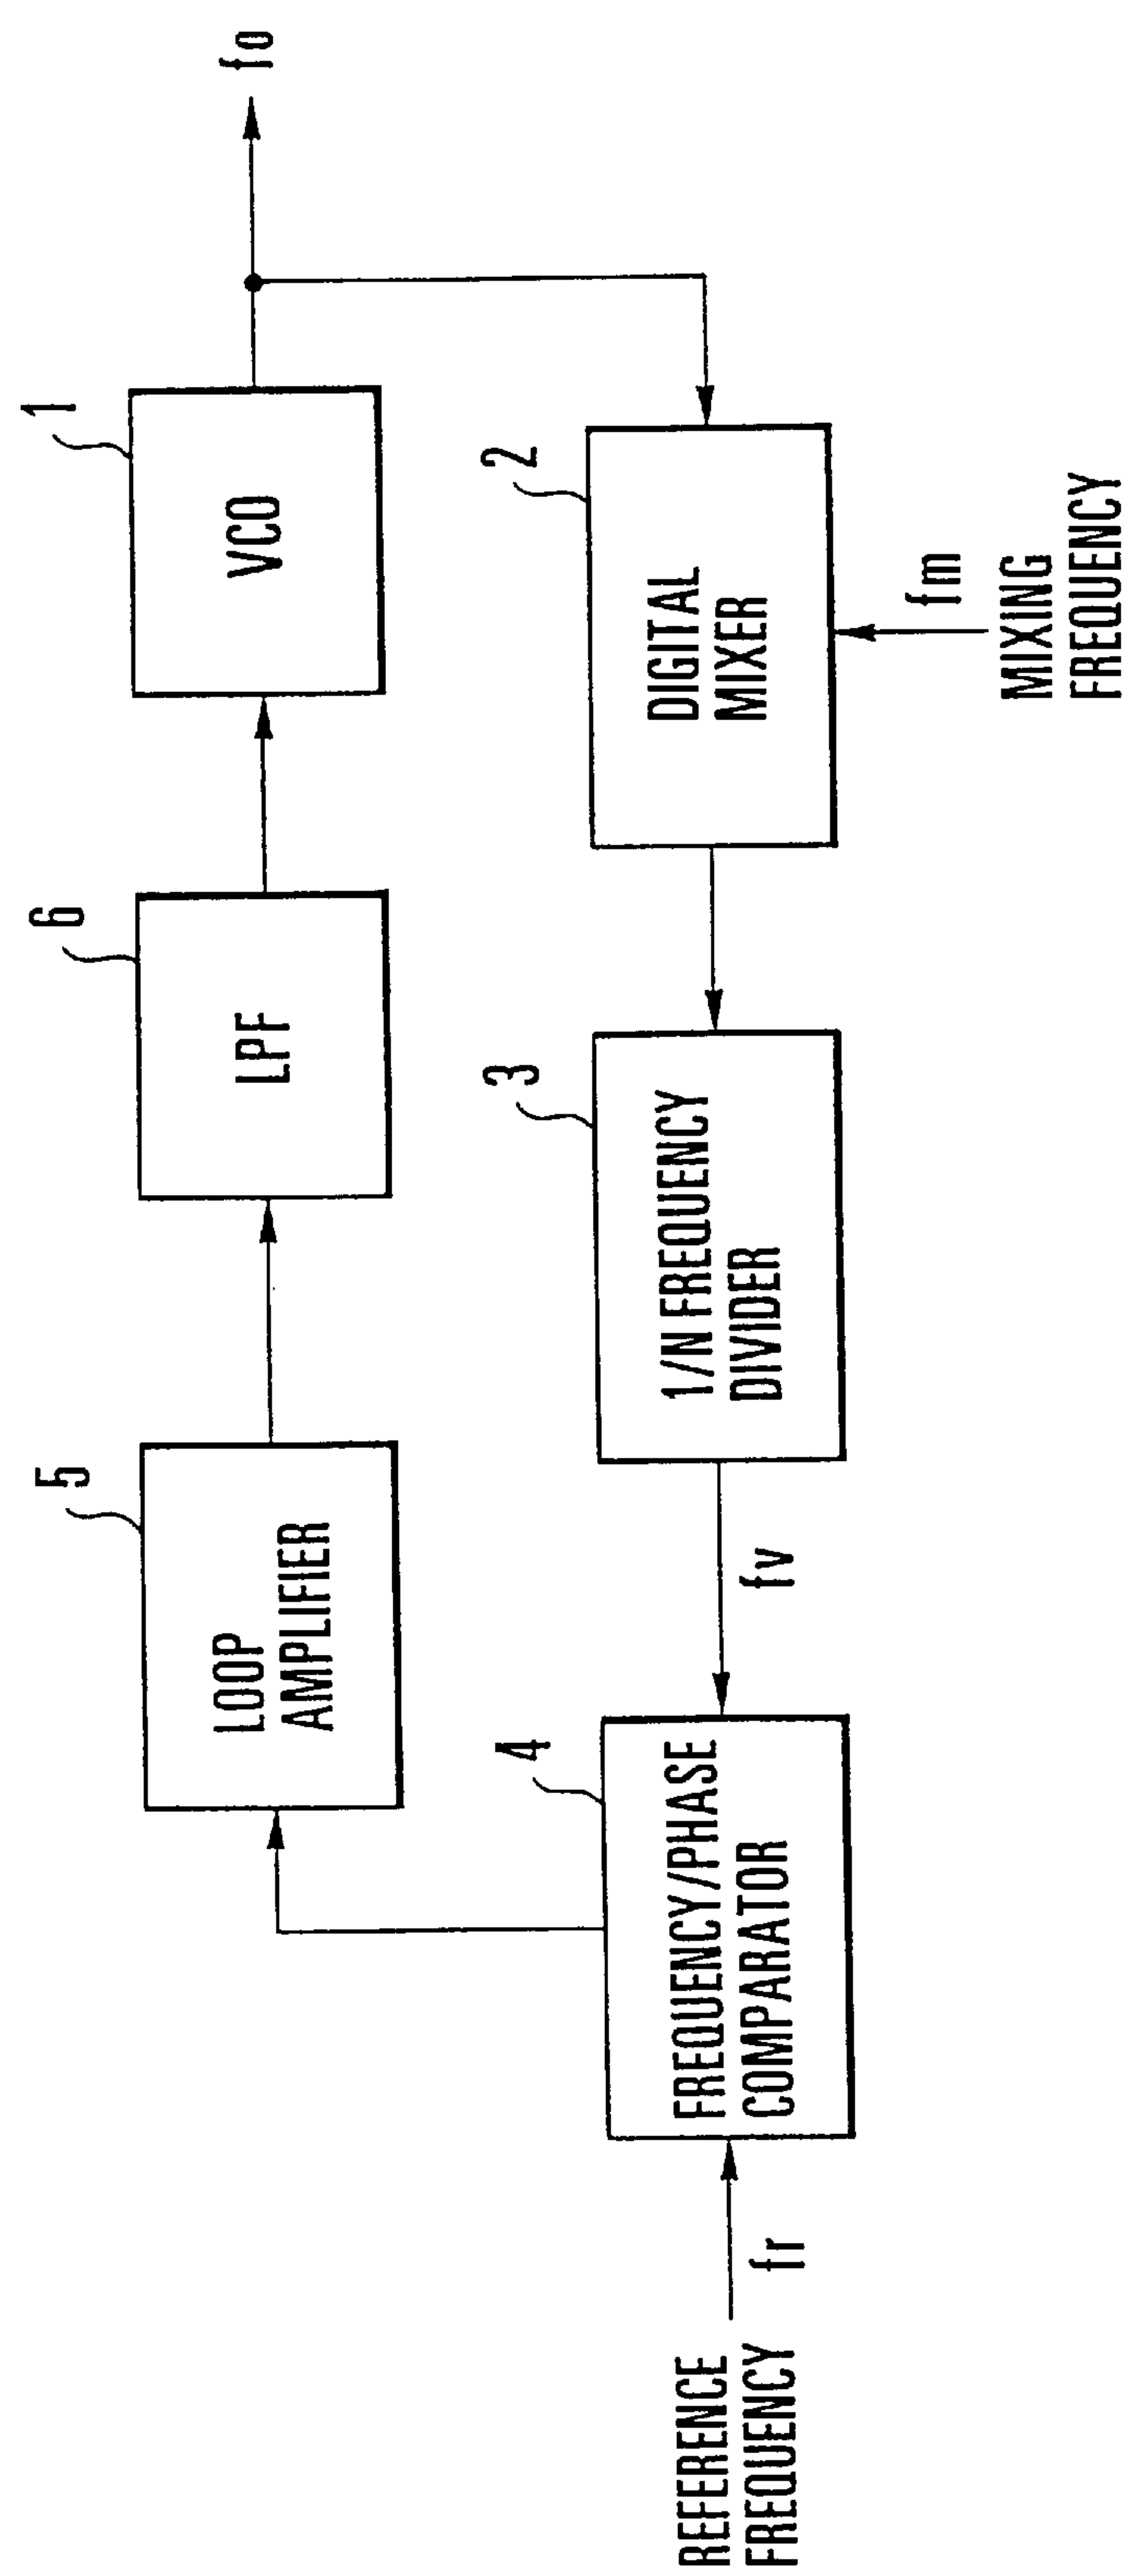 5
LOOP
AMPLIFIER
6
LPF
1
VCO
fo
REFERENCE
FREQUENCY
fr
4
FREQUENCY/PHASE
COMPARATOR
fv
3
1/N FREQUENCY
DIVIDER
2
DIGITAL
MIXER
fm
MIXING
FREQUENCY